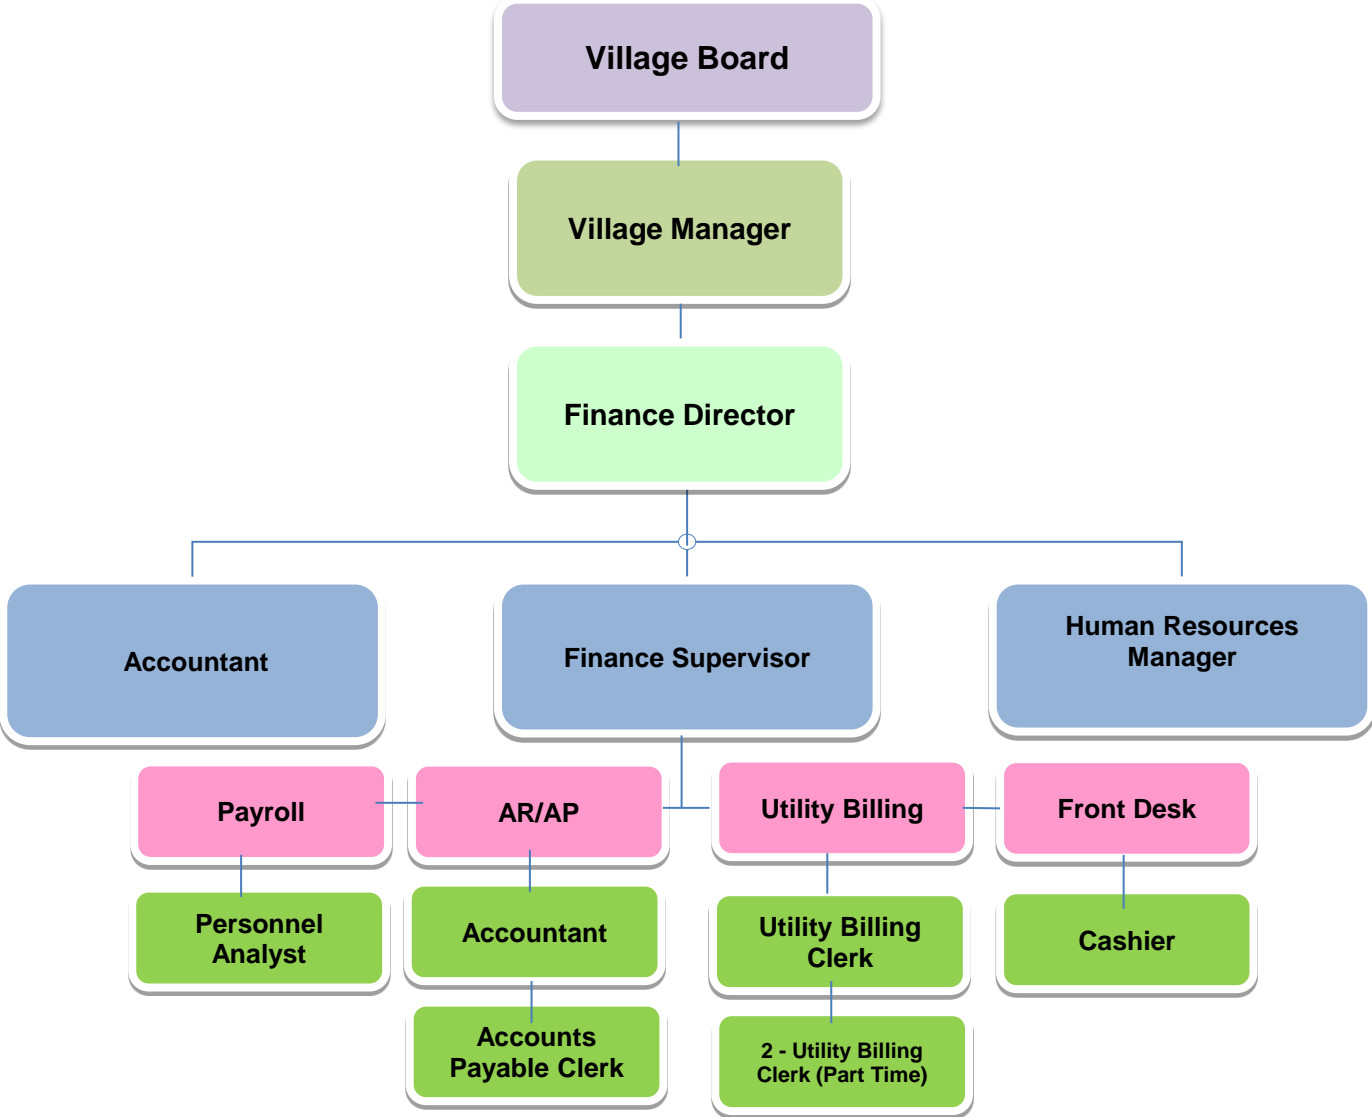 Village Board
Village Manager
Finance Director
Accountant
Finance Supervisor
Human Resources
Manager
Payroll
AR/AP
Utility Billing
Front Desk
Personnel
Analyst
Accountant
Utility Billing
Clerk
Cashier
Accounts
Payable Clerk
2 - Utility Billing
Clerk (Part Time)